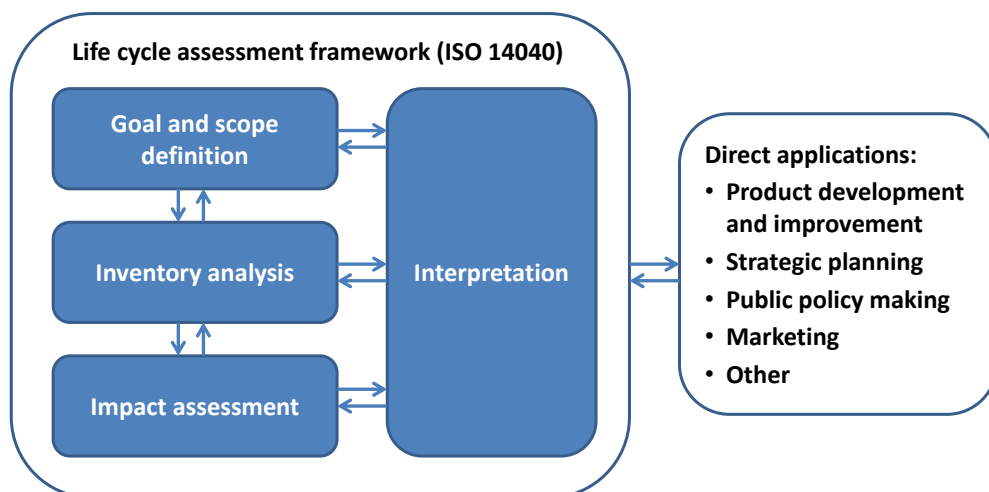 Life cycle assessment framework (ISO 14040)
Goal and scope
definition
Inventory analysis
Impact assessment
Interpretation
Direct applications:
• Product development
and improvement
• Strategic planning
• Public policy making
• Marketing
• Other